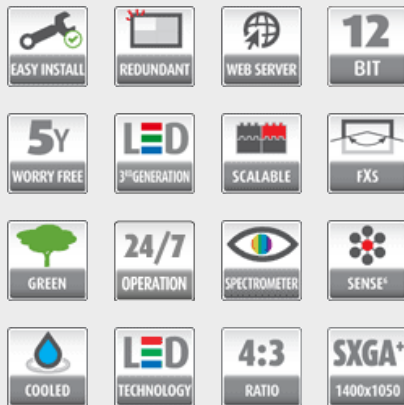 12
EASY INSTALL
REDUNDANT
WEB SERVER
BIT
5Y
LED
WORRY FREE
3RD GENERATION
SCALABLE
FXS
24/7
GREEN
OPERATION
SPECTROMETER
SENSE6
LED
4:3
SXGA+
COOLED
TECHNOLOGY
RATIO
1400x1050